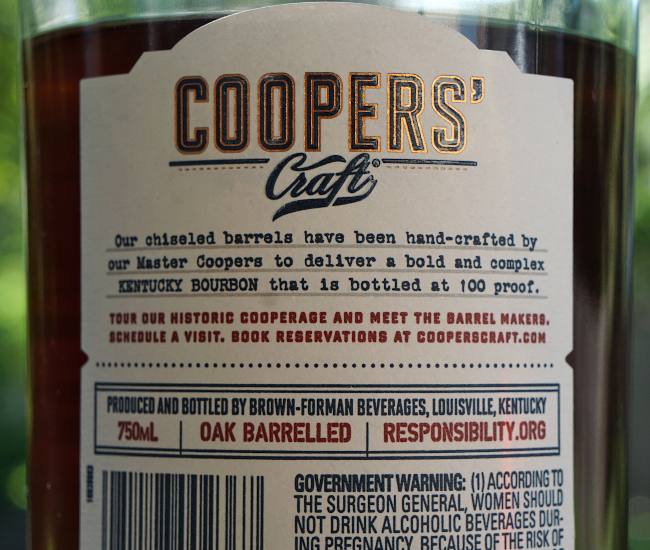 COOPERS'
Craft®
Our chiseled barrels have been hand-crafted by
our Master Coopers to deliver a bold and complex
KENTUCKY BOURBON that is bottled at 100 proof.
TOUR OUR HISTORIC COOPERAGE AND MEET THE BARREL MAKERS.
SCHEDULE A VISIT. BOOK RESERVATIONS AT COOPERSCRAFT.COM
PRODUCED AND BOTTLED BY BROWN-FORMAN BEVERAGES, LOUISVILLE, KENTUCKY
750ML OAK BARRELLED RESPONSIBILITY.ORG
GOVERNMENT WARNING: (1) ACCORDING TO
THE SURGEON GENERAL, WOMEN SHOULD
NOT DRINK ALCOHOLIC BEVERAGES DUR-
ING PREGNANCY BECAUSE OF THE RISK OF